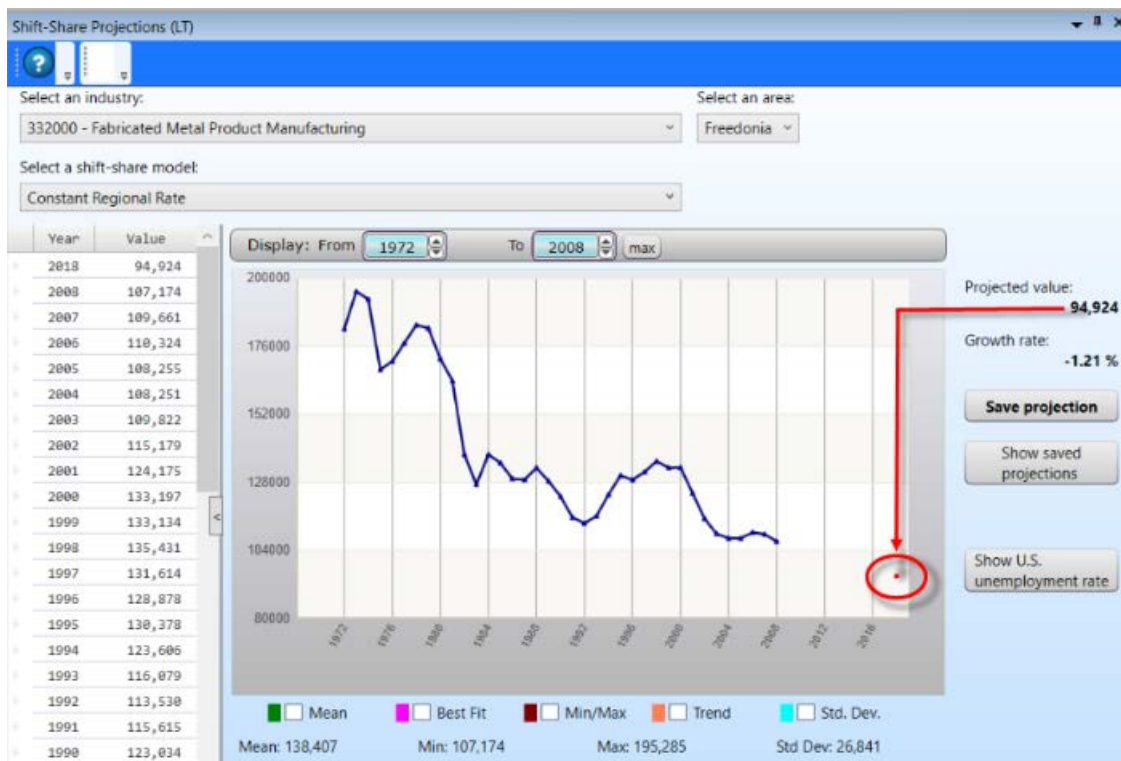 Shift-Share Projections (LT)
?
Select an industry:
Select an area:
332000 - Fabricated Metal Product Manufacturing
Freedonia
Select a shift-share model:
Constant Regional Rate
Year Value
2018 94,924
2008 107,174
2007 109,661
2006 110,324
2005 108,255
2004 108,251
2003 109,822
2002 115,179
2001 124,175
2000 133,197
1999 133,134
1998 135,431
1997 131,614
1996 128,878
1995 130,378
1994 123,606
1993 116,079
1992 113,530
1991 115,615
1990 123,034
<
Display: From 1972 To 2008 max
200000
176000
152000
128000
104000
80000
1972 1976 1980 1984 1988 1992 1996 2000 2004 2008 2012 2016
Projected value:
94,924
Growth rate:
-1.21 %
Save projection
Show saved
projections
Show U.S.
unemployment rate
Mean Best Fit Min/Max Trend Std. Dev.
Mean: 138,407 Min: 107,174 Max: 195,285 Std Dev: 26,841